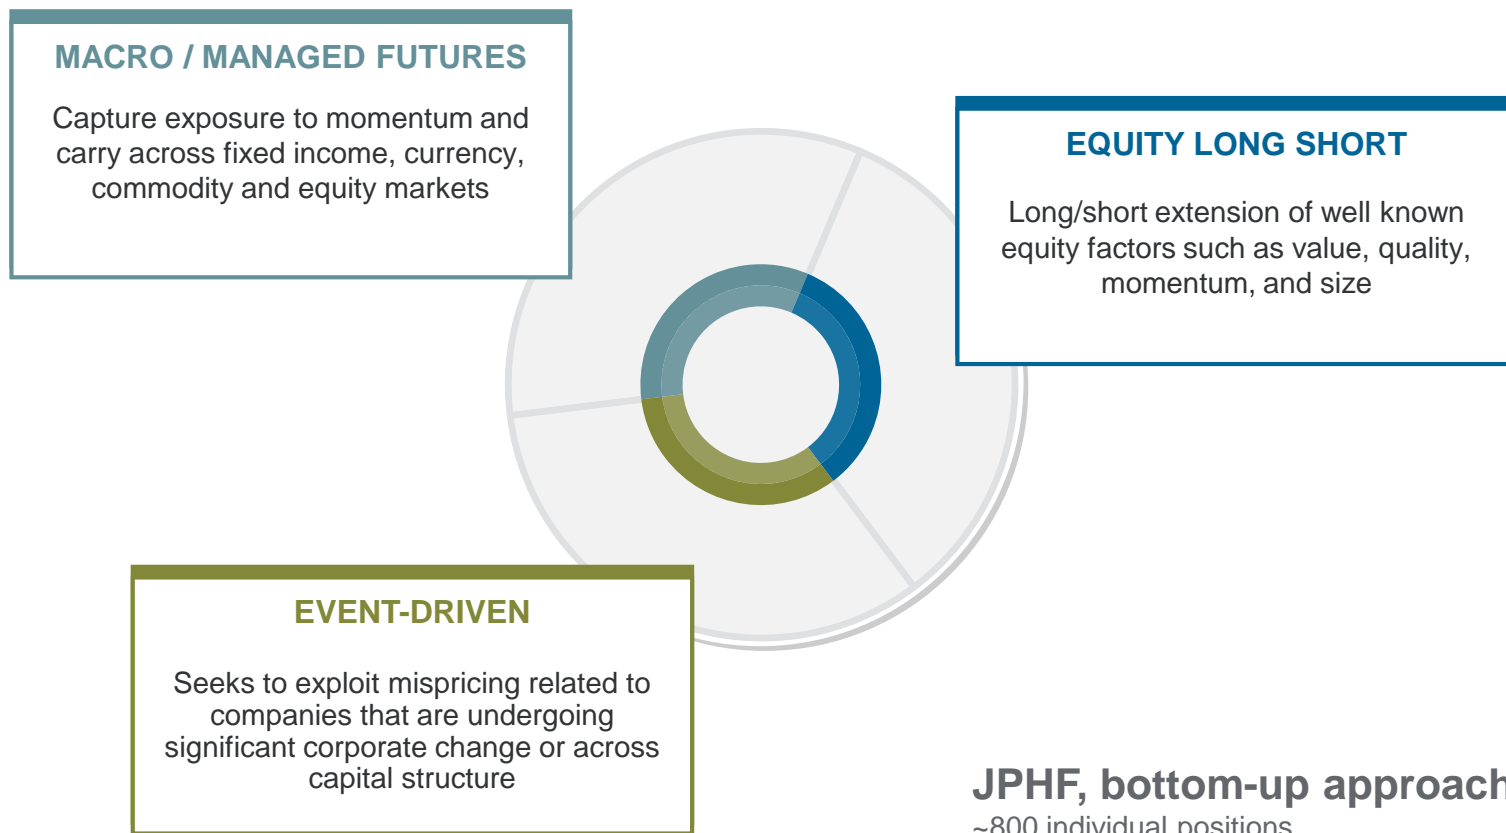 MACRO / MANAGED FUTURES
Capture exposure to momentum and
carry across fixed income, currency,
commodity and equity markets
EQUITY LONG SHORT
Long/short extension of well known
equity factors such as value, quality,
momentum, and size
EVENT-DRIVEN
Seeks to exploit mispricing related to
companies that are undergoing
significant corporate change or across
capital structure
JPHF, bottom-up approach
~800 individual positions